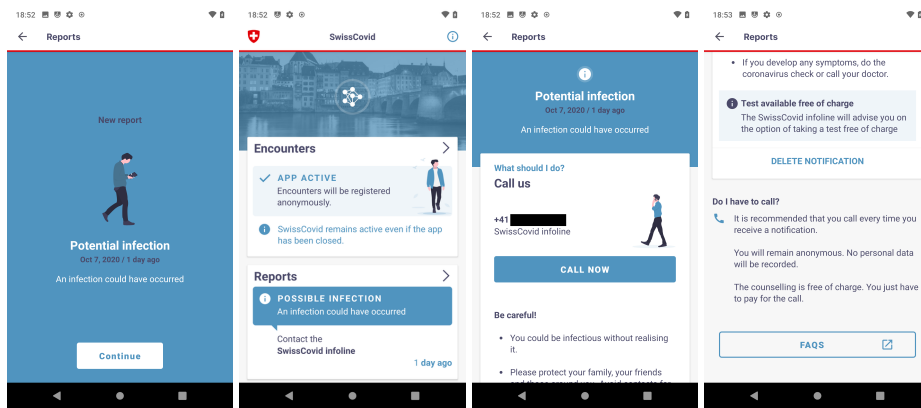 18:52
Reports
New report
Potential infection
Oct 7, 2020 / 1 day ago
An infection could have occurred
Continue
18:52
SwissCovid
Encounters
APP ACTIVE
Encounters will be registered
anonymously.
SwissCovid remains active even if the app
has been closed.
Reports
POSSIBLE INFECTION
An infection could have occurred
Contact the
SwissCovid infoline
1 day ago
18:52
Reports
Potential infection
Oct 7, 2020 / 1 day ago
An infection could have occurred
What should I do?
Call us
+41
SwissCovid infoline
CALL NOW
Be careful!
• You could be infectious without realising
it.
• Please protect your family, your friends
18:53
Reports
• If you develop any symptoms, do the
coronavirus check or call your doctor.
Test available free of charge
The SwissCovid infoline will advise you on
the option of taking a test free of charge
DELETE NOTIFICATION
Do I have to call?
It is recommended that you call every time you
receive a notification.
You will remain anonymous. No personal data
will be recorded.
The counselling is free of charge. You just have
to pay for the call.
FAQS